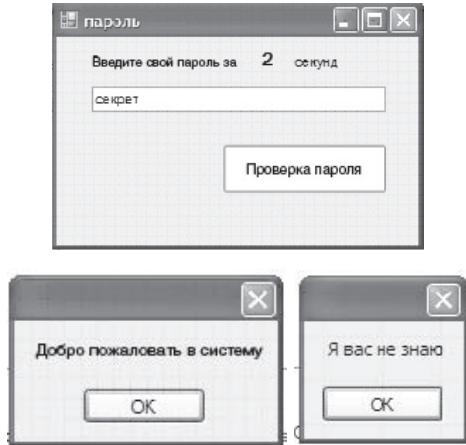 пароль
Введите свой пароль за 2 секунд
секрет
Проверка пароля
Добро пожаловать в систему
OK
Я вас не знаю
OK